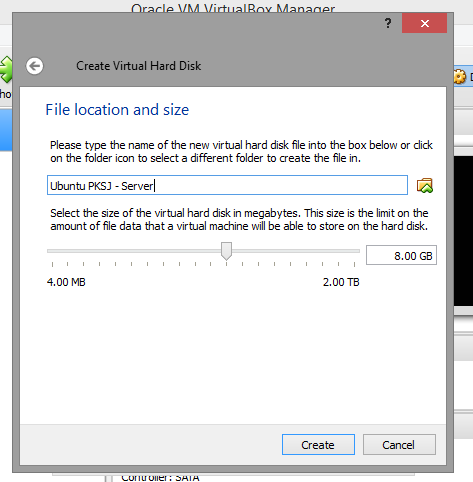 Oracle VM VirtualBox Manager
?
Create Virtual Hard Disk
File location and size
Please type the name of the new virtual hard disk file into the box below or click
on the folder icon to select a different folder to create the file in.
Ubuntu PKSJ - Server
Select the size of the virtual hard disk in megabytes. This size is the limit on the
amount of file data that a virtual machine will be able to store on the hard disk.
8.00 GB
4.00 MB
2.00 TB
Create
Cancel
Controller: SATA